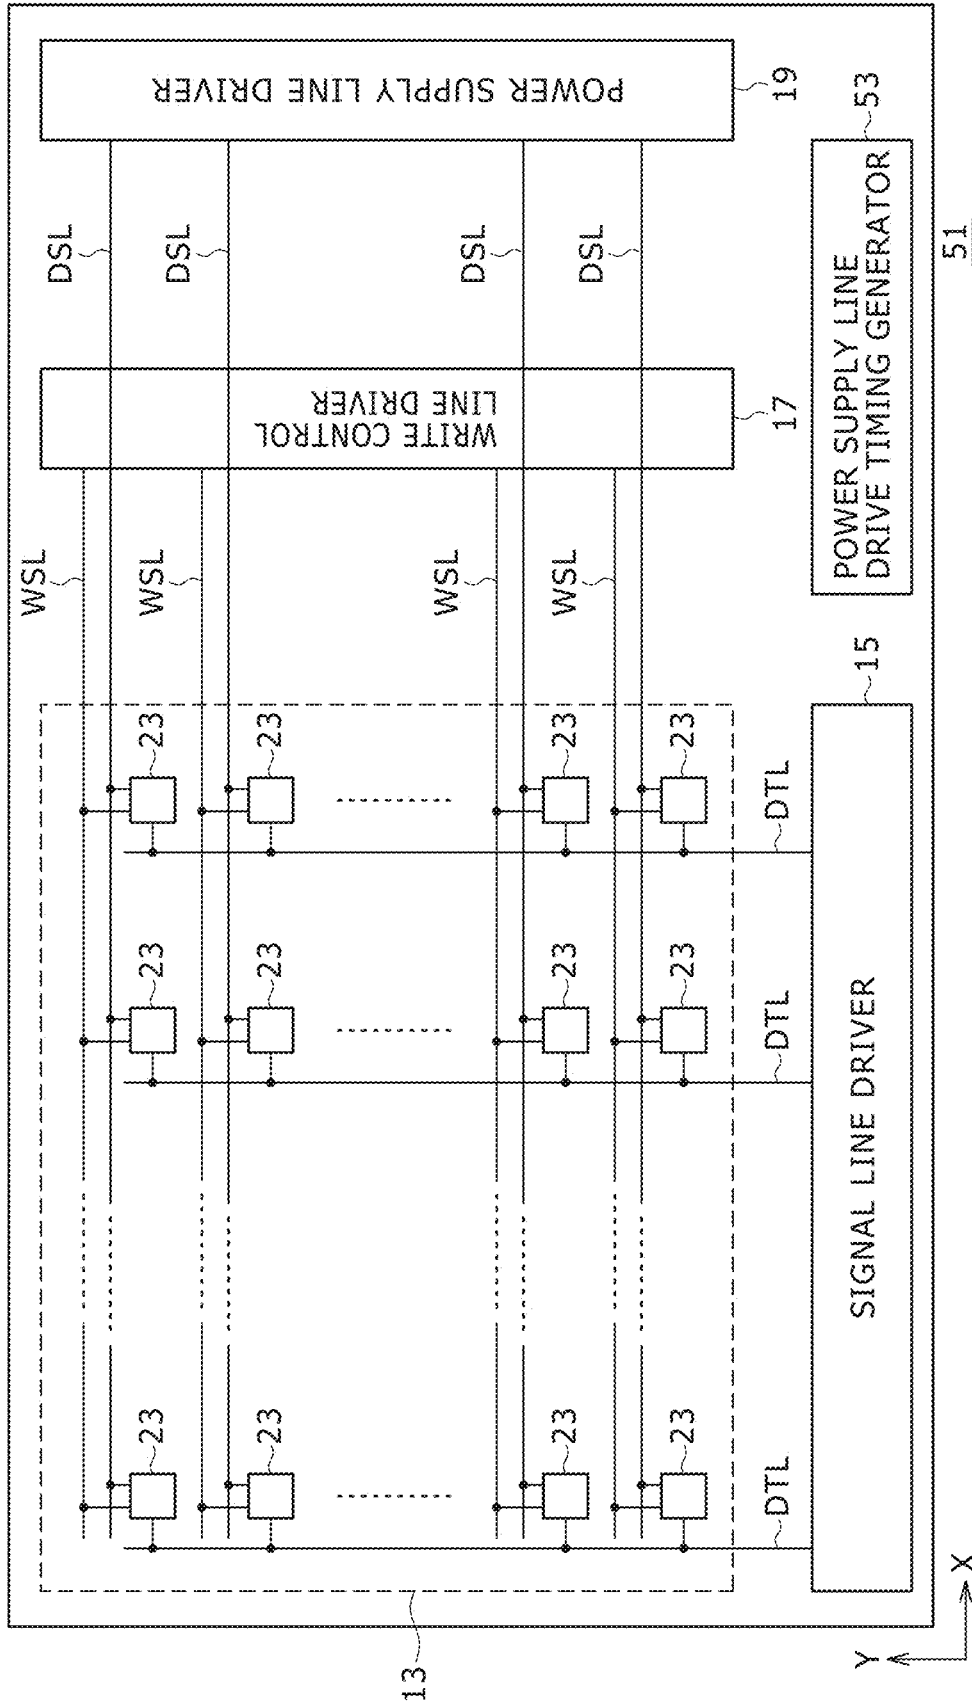 POWER SUPPLY LINE DRIVER
19
DSL
DSL
DSL
DSL
WRITE CONTROL
LINE DRIVER
17
POWER SUPPLY LINE
DRIVE TIMING GENERATOR
53
51
WSL
WSL
WSL
WSL
23
23
23
23
23
23
23
23
23
23
23
23
DTL
DTL
DTL
SIGNAL LINE DRIVER
15
13
Y
X